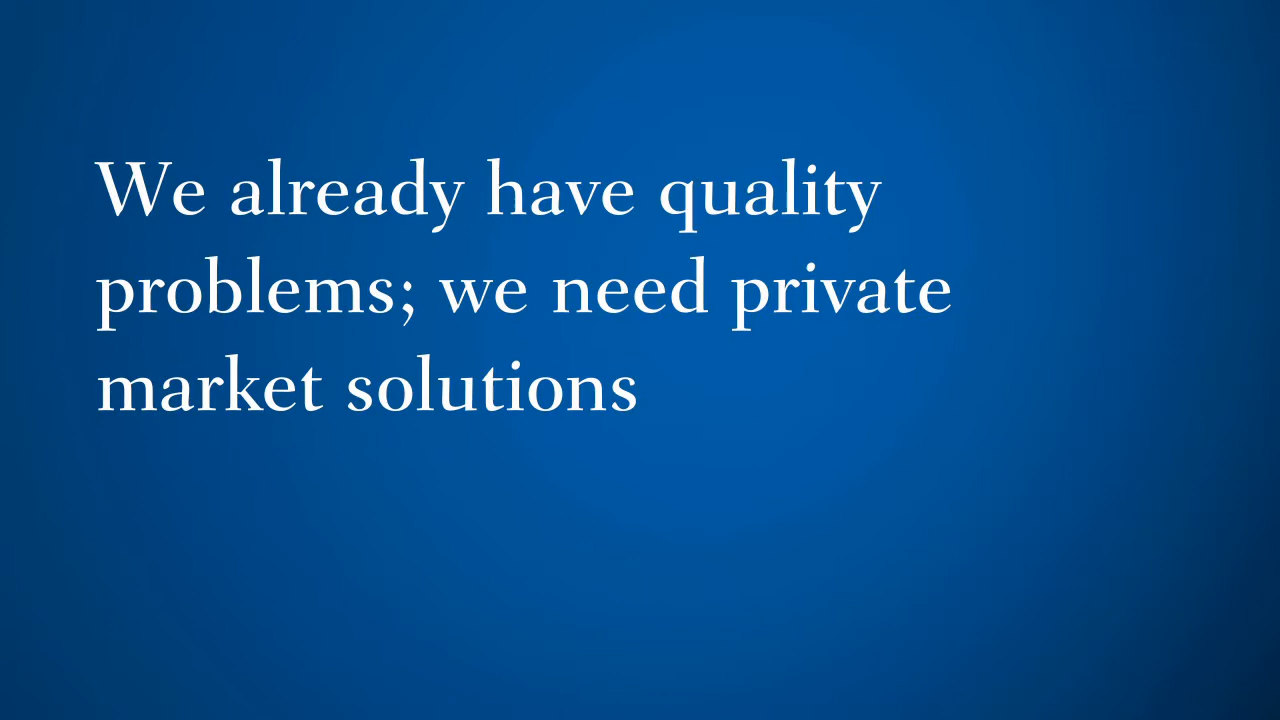 We already have quality
problems; we need private
market solutions